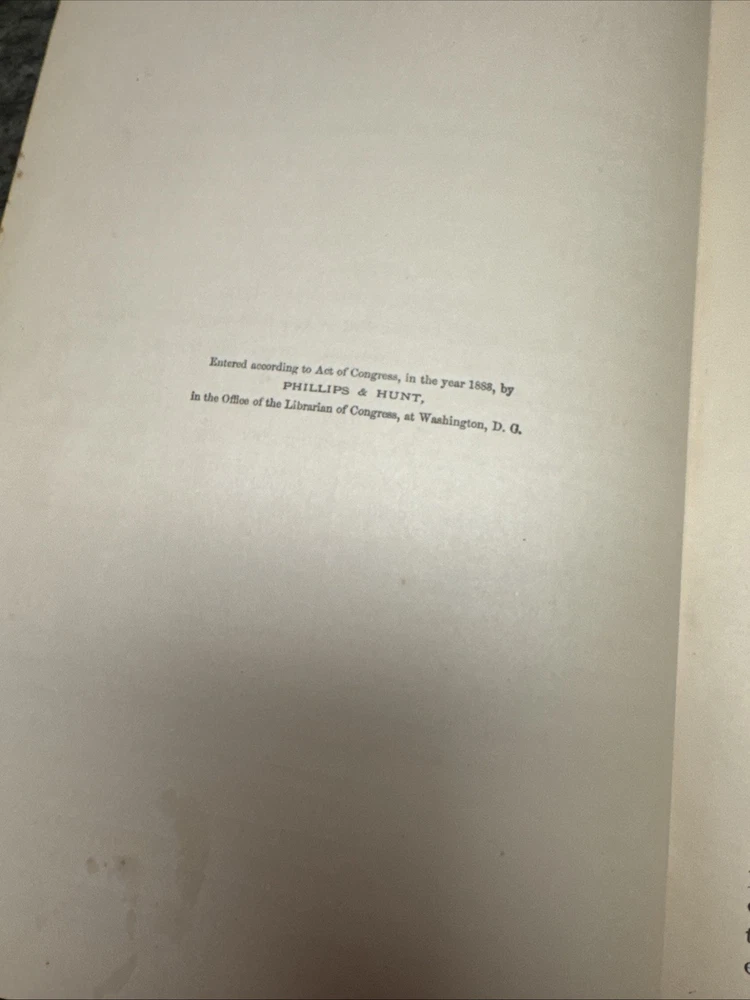 Entered according to Act of Congress, in the year 1883, by
PHILLIPS & HUNT,
in the Office of the Librarian of Congress, at Washington, D. C.